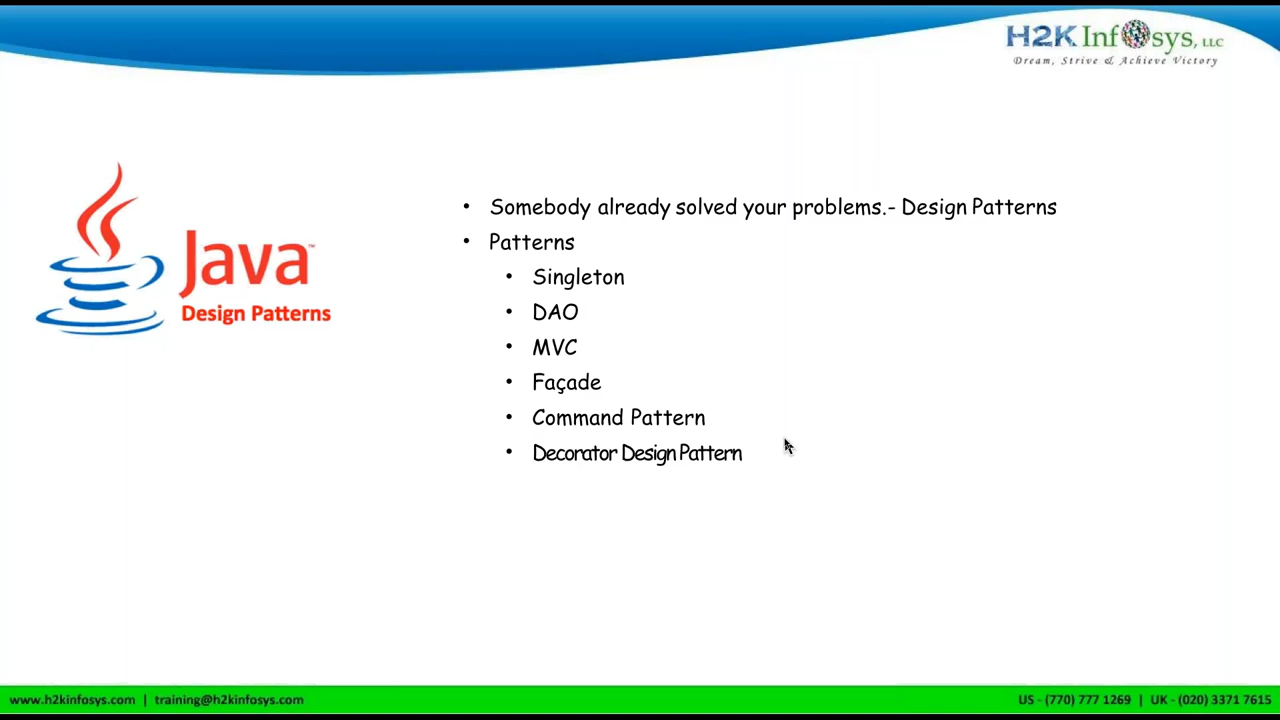 H2K Infosys, LLC
Dream, Strive & Achieve Victory
• Somebody already solved your problems.- Design Patterns
• Patterns
• Singleton
• DAO
• MVC
• Façade
• Command Pattern
• Decorator Design Pattern
Java™
Design Patterns
www.h2kinfosys.com | training@h2kinfosys.com
US - (770) 777 1269 | UK - (020) 3371 7615